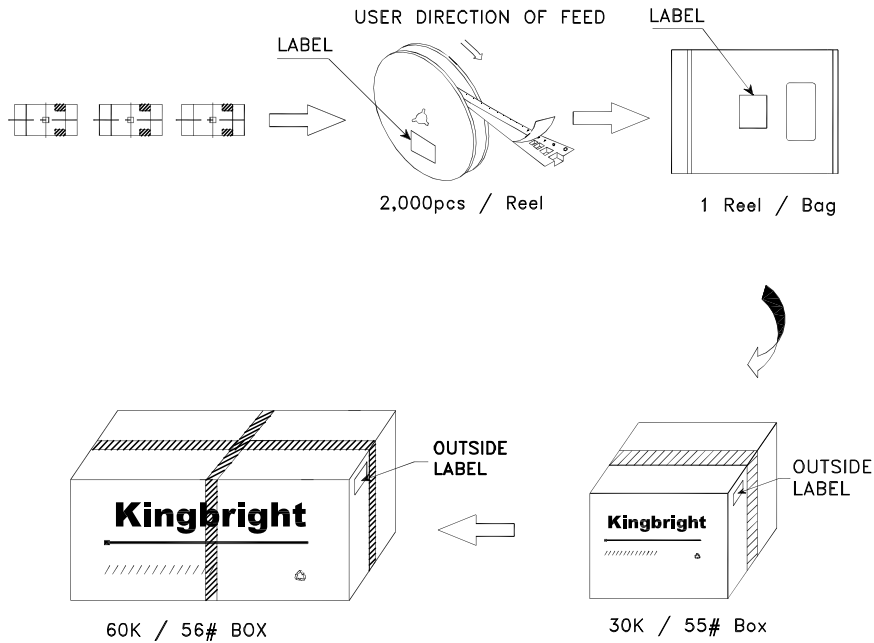 USER DIRECTION OF FEED
LABEL
LABEL
2,000pcs / Reel
1 Reel / Bag
OUTSIDE
LABEL
Kingbright
60K / 56# BOX
OUTSIDE
LABEL
Kingbright
30K / 55# Box